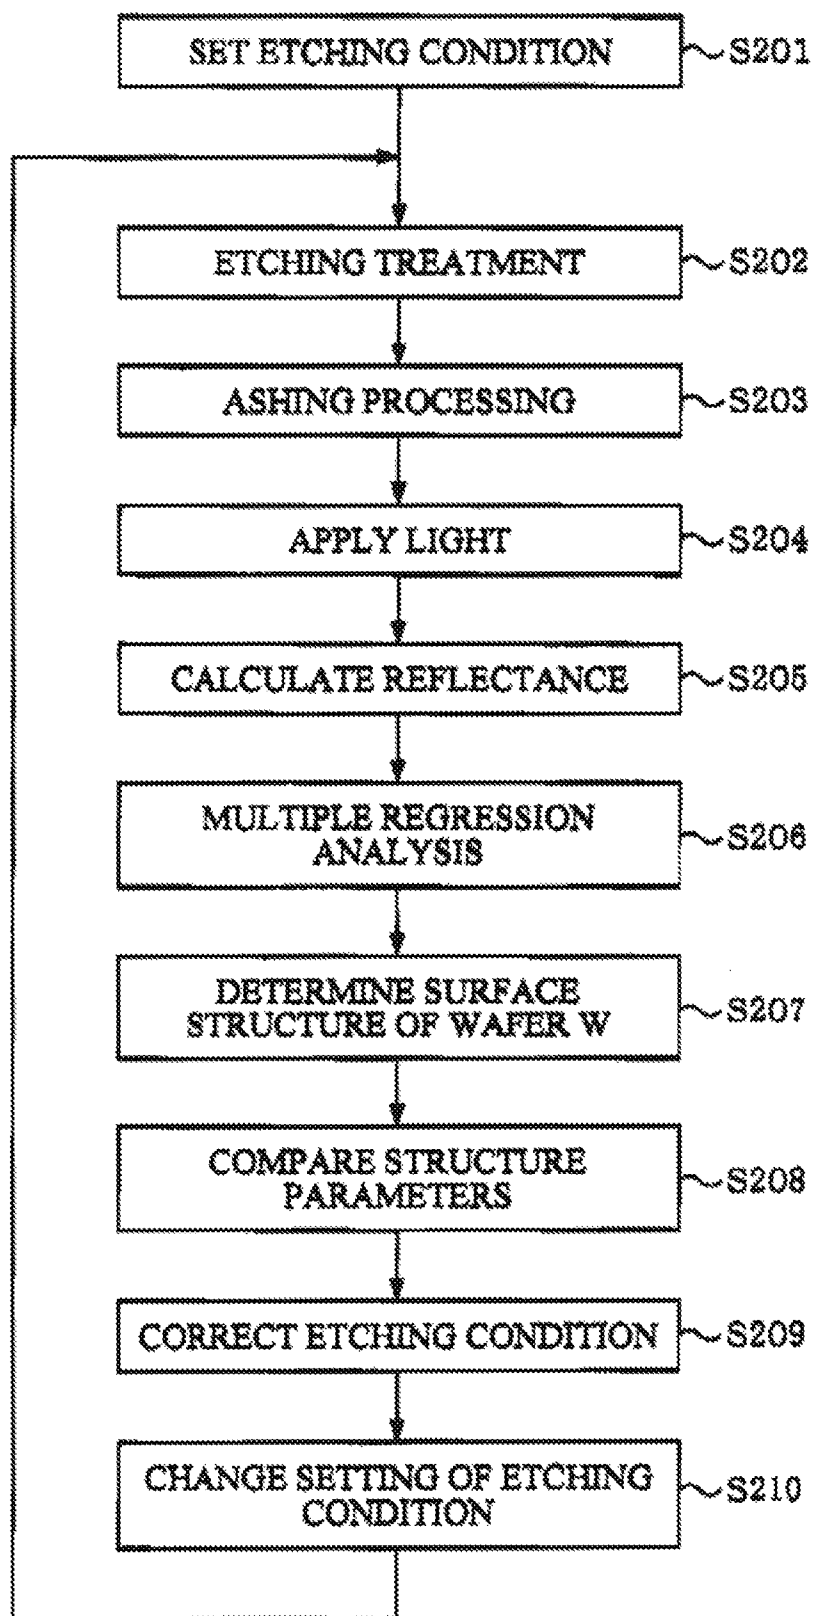 SET ETCHING CONDITION
S201
ETCHING TREATMENT
S202
ASHING PROCESSING
S203
APPLY LIGHT
S204
CALCULATE REFLECTANCE
S205
MULTIPLE REGRESSION
ANALYSIS
S206
DETERMINE SURFACE
STRUCTURE OF WAFER W
S207
COMPARE STRUCTURE
PARAMETERS
S208
CORRECT ETCHING CONDITION
S209
CHANGE SETTING OF ETCHING
CONDITION
S210